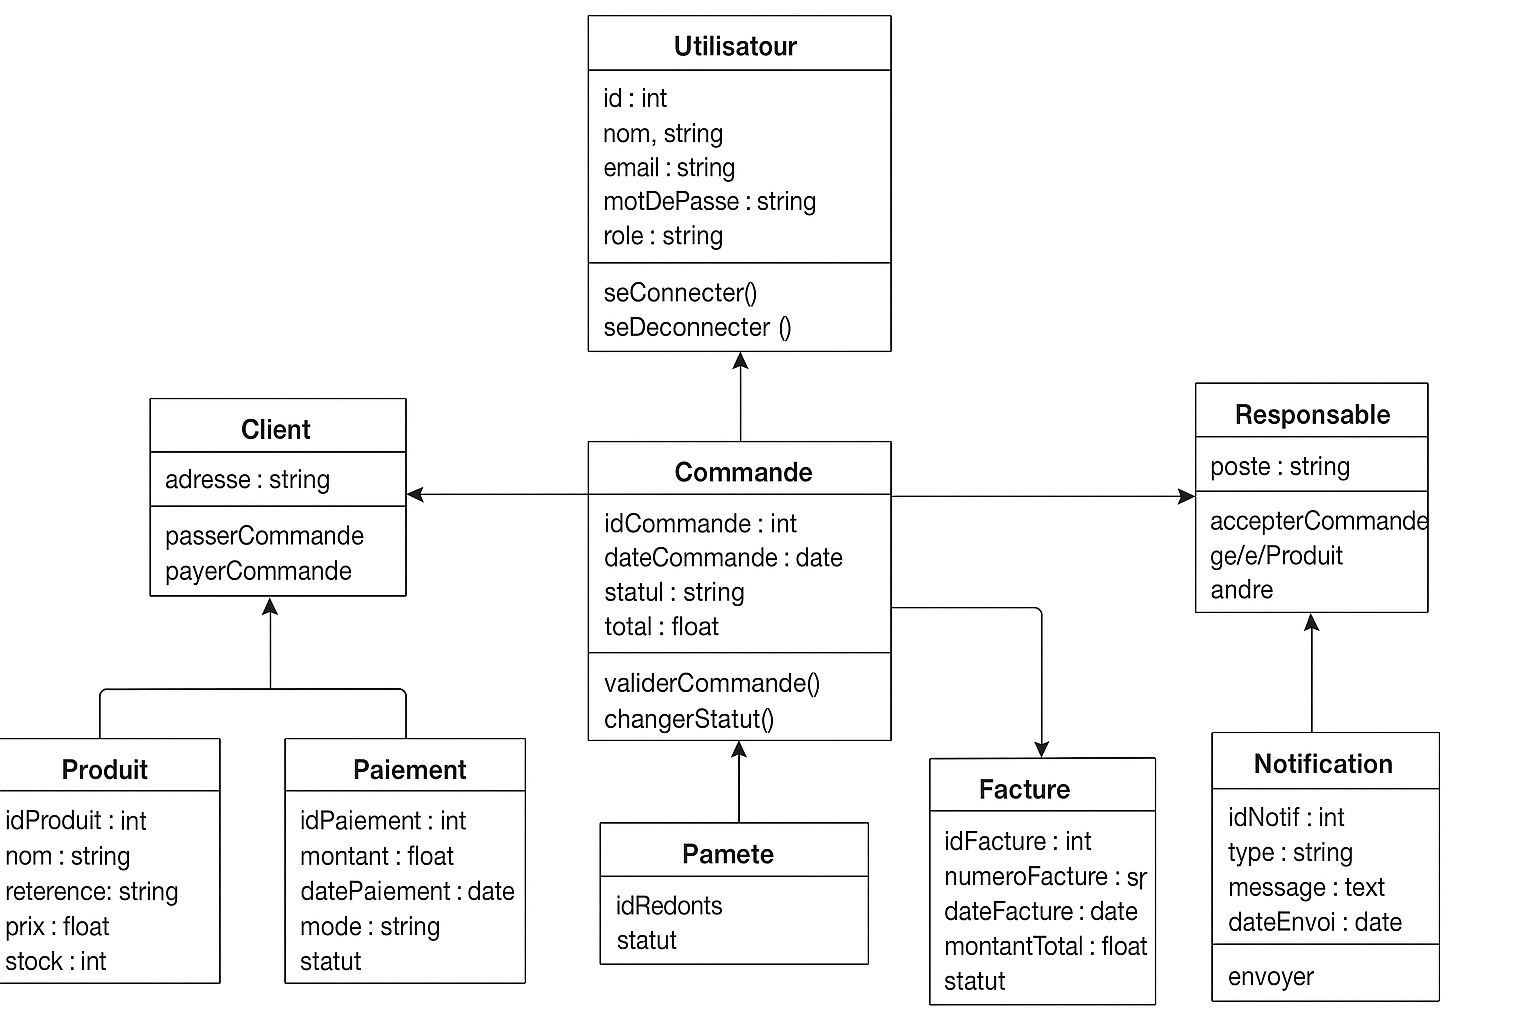 Utilisatour
id : int
nom, string
email : string
motDePasse : string
role : string
seConnecter()
seDeconnecter ()
Client
adresse : string
passerCommande
payerCommande
Commande
idCommande : int
dateCommande : date
statul : string
total : float
validerCommande()
changerStatut()
Responsable
poste : string
accepterCommande
ge/e/Produit
andre
Produit
idProduit : int
nom : string
reterence: string
prix : float
stock : int
Paiement
idPaiement : int
montant : float
datePaiement : date
mode : string
statut
Pamete
idRedonts
statut
Facture
idFacture : int
numeroFacture : sr
dateFacture : date
montantTotal : float
statut
Notification
idNotif : int
type : string
message : text
dateEnvoi : date
envoyer